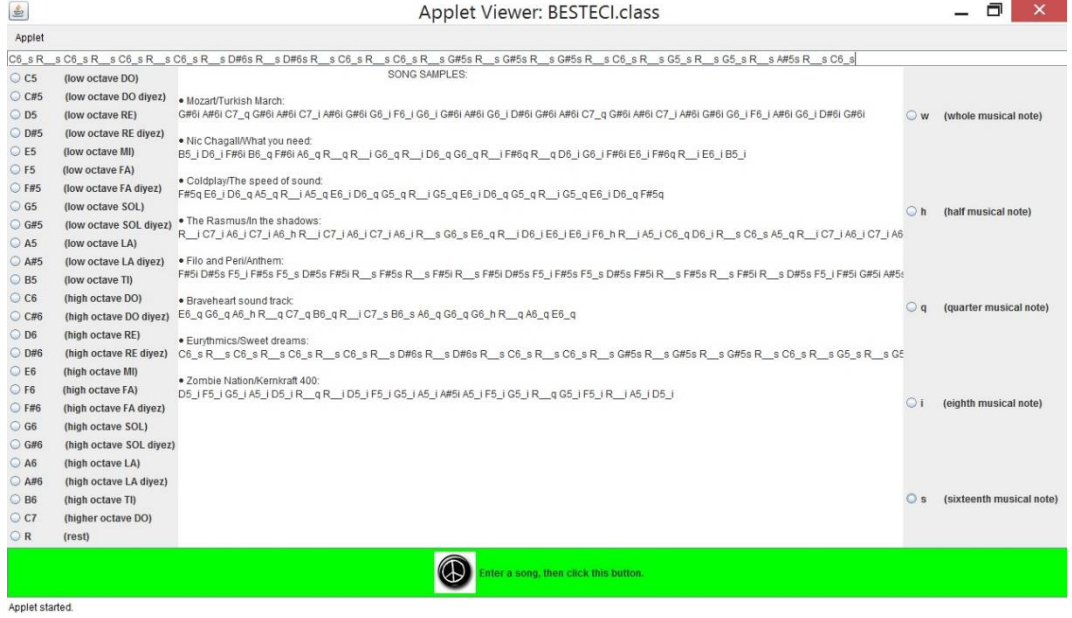 Applet Viewer: BESTECI.class
Applet
C6_s R__s C6_s R__s C6_s R__s C6_s R__s D#6s R__s D#6s R__s C6_s R__s C6_s R__s G#5s R__s G#5s R__s G#5s R__s C6_s R__s G5_s R__s G5_s R__s A#5s R__s C6_s
C5 (low octave DO)
C#5 (low octave DO diyez)
D5 (low octave RE)
D#5 (low octave RE diyez)
E5 (low octave MI)
F5 (low octave FA)
F#5 (low octave FA diyez)
G5 (low octave SOL)
G#5 (low octave SOL diyez)
A5 (low octave LA)
A#5 (low octave LA diyez)
B5 (low octave TI)
C6 (high octave DO)
C#6 (high octave DO diyez)
D6 (high octave RE)
D#6 (high octave RE diyez)
E6 (high octave MI)
F6 (high octave FA)
F#6 (high octave FA diyez)
G6 (high octave SOL)
G#6 (high octave SOL diyez)
A6 (high octave LA)
A#6 (high octave LA diyez)
B6 (high octave TI)
C7 (higher octave DO)
R (rest)
SONG SAMPLES:
• Mozart/Turkish March:
G#6i A#6i C7_q G#6i A#6i C7_i A#6i G#6i G6_i F6_i G6_i G#6i A#6i G6_i D#6i G#6i A#6i C7_q G#6i A#6i C7_i A#6i G#6i G6_i F6_i A#6i G6_i D#6i G#6i
• Nic Chagall/What you need:
B5_i D6_i F#6i B6_q F#6i A6_q R__q R__i G6_q R__i D6_q G6_q R__i F#6q R__q D6_i G6_i F#6i E6_i F#6q R__i E6_i B5_i
• Coldplay/The speed of sound:
F#5q E6_i D6_q A5_q R__i A5_q E6_i D6_q G5_q R__i G5_q E6_i D6_q G5_q R__i G5_q E6_i D6_q F#5q
• The Rasmus/In the shadows:
R__i C7_i A6_i C7_i A6_h R__i C7_i A6_i C7_i A6_i R__s G6_s E6_q R__i D6_i E6_i E6_i F6_h R__i A5_i C6_q D6_i R__s C6_s A5_q R__i C7_i A6_i C7_i A6
• Filo and Peri/Anthem:
F#5i D#5s F5_i F#5s F5_s D#5s F#5i R__s F#5s R__s F#5i R__s F#5i D#5s F5_i F#5s F5_s D#5s F#5i R__s F#5s R__s F#5i R__s D#5s F5_i F#5i G#5i A#5s
• Braveheart sound track:
E6_q G6_q A6_h R__q C7_q B6_q R__i C7_s B6_s A6_q G6_q G6_h R__q A6_q E6_q
• Eurythmics/Sweet dreams:
C6_s R__s C6_s R__s C6_s R__s C6_s R__s D#6s R__s D#6s R__s C6_s R__s C6_s R__s G#5s R__s G#5s R__s G#5s R__s C6_s R__s G5_s R__s G5
• Zombie Nation/Kernkraft 400:
D5_i F5_i G5_i A5_i D5_i R__q R__i D5_i F5_i G5_i A5_i A#5i A5_i F5_i G5_i R__q G5_i F5_i R__i A5_i D5_i
w (whole musical note)
h (half musical note)
q (quarter musical note)
i (eighth musical note)
s (sixteenth musical note)
Enter a song, then click this button.
Applet started.